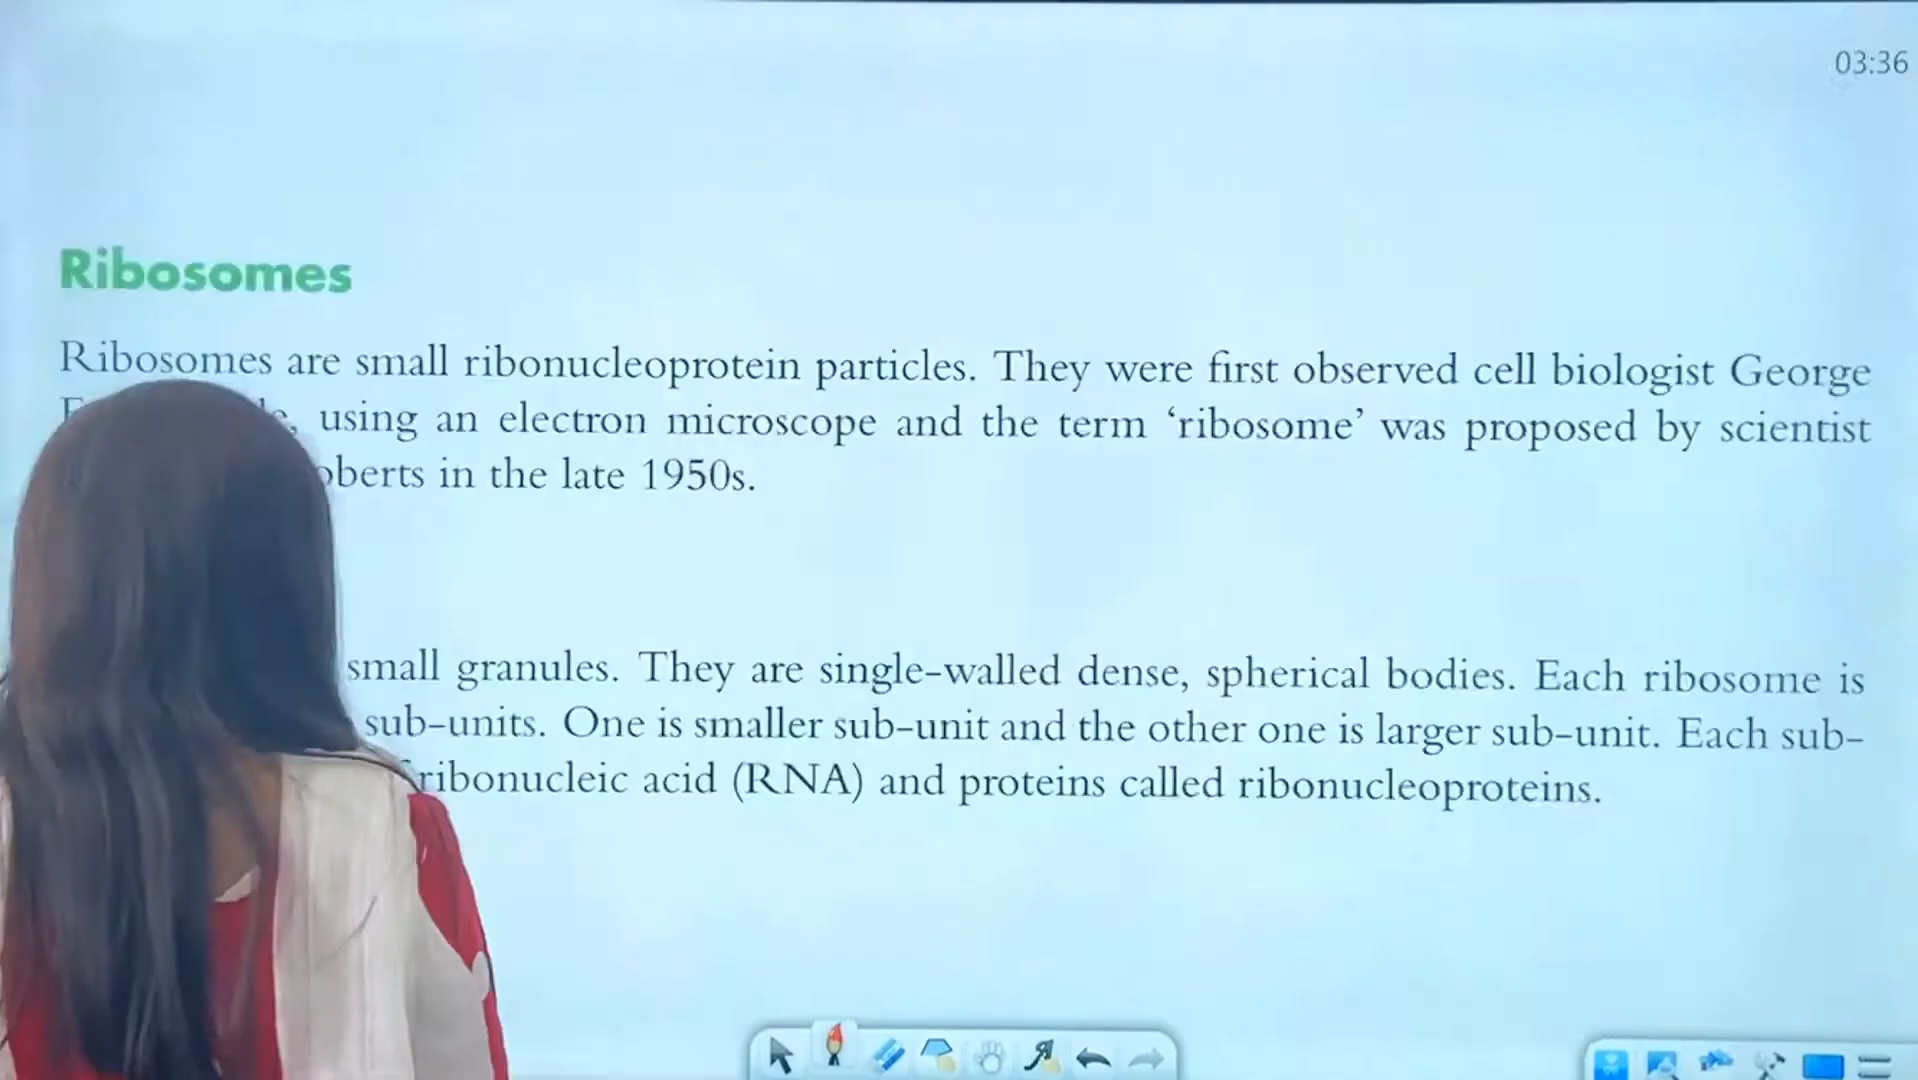 03:36
Ribosomes
Ribosomes are small ribonucleoprotein particles. They were first observed cell biologist George
using an electron microscope and the term ‘ribosome’ was proposed by scientist
in the late 1950s.
small granules. They are single-walled dense, spherical bodies. Each ribosome is
sub-units. One is smaller sub-unit and the other one is larger sub-unit. Each sub-
ribonucleic acid (RNA) and proteins called ribonucleoproteins.